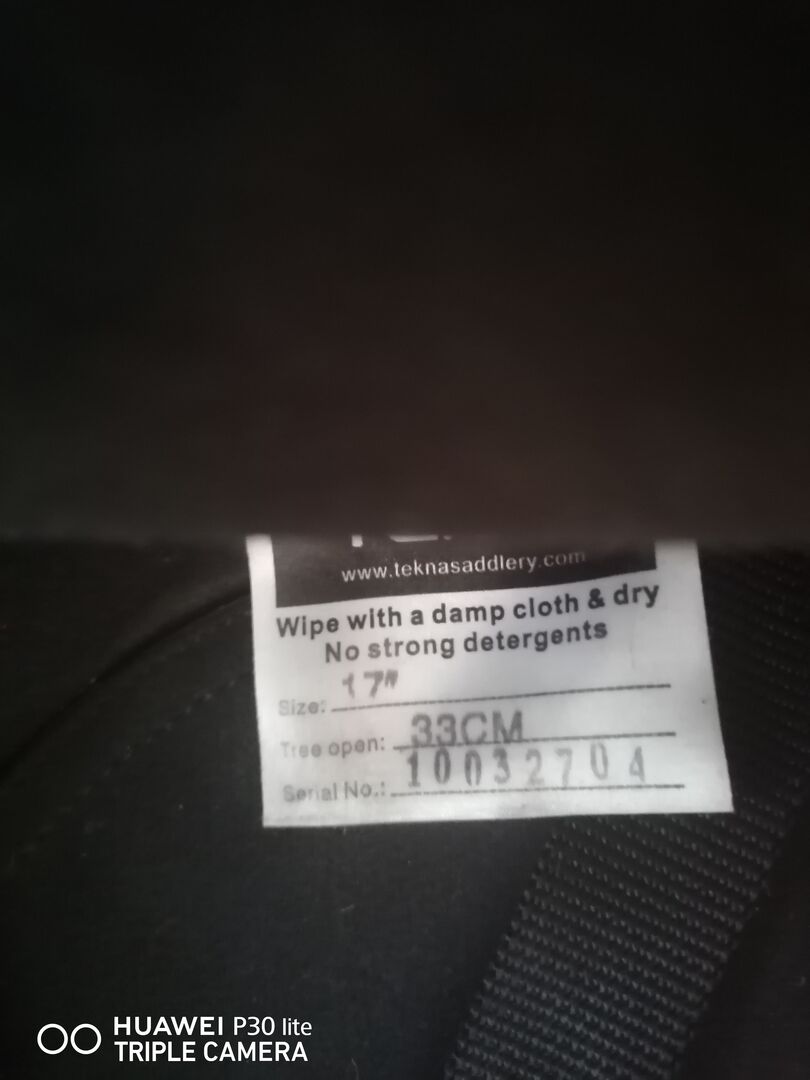 www.teknasaddlery.com
Wipe with a damp cloth & dry
No strong detergents
Size: 17"
Tree open: 33CM
Serial No.: 10032704
HUAWEI P30 lite
TRIPLE CAMERA